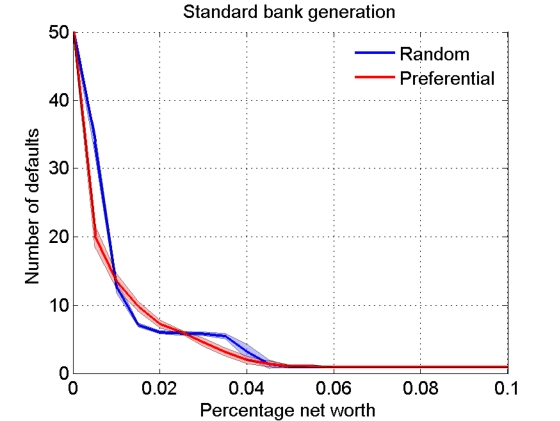 Standard bank generation
50
40
30
20
10
0
Number of defaults
Random
Preferential
0 0.02 0.04 0.06 0.08 0.1
Percentage net worth